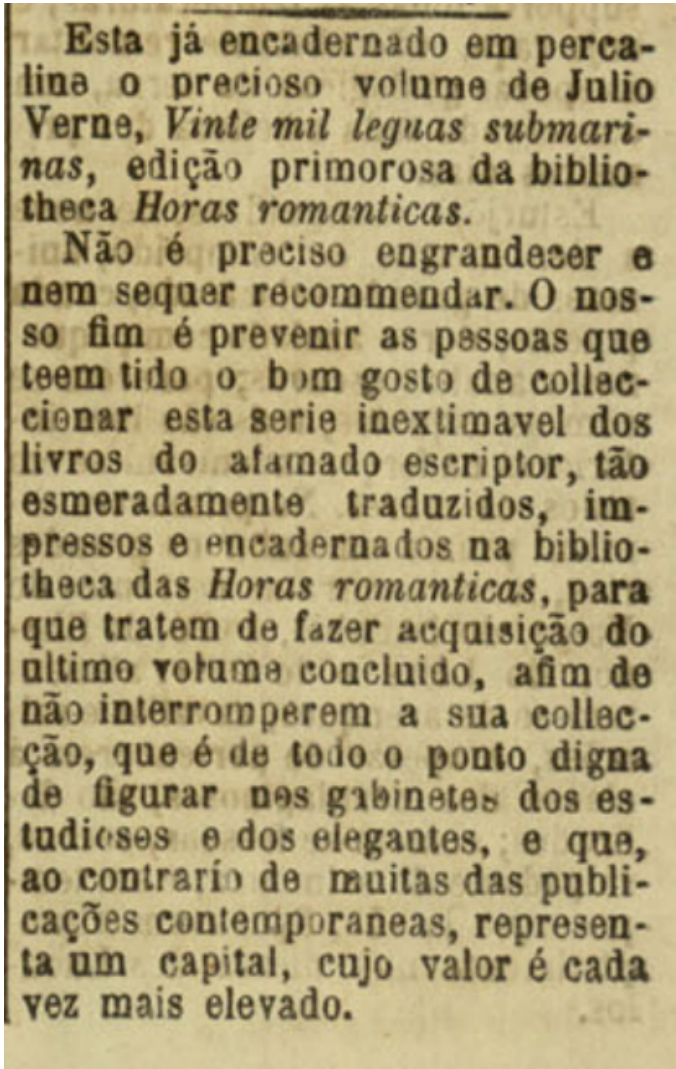 Esta já encadernado em perca-
line o precioso volume de Julio
Verne, Vinte mil leguas submari-
nas, edição primorosa da biblio-
theca Horas romanticas.
Não é preciso engrandecer e
nem sequer recommendar. O nos-
so fim é prevenir as pessoas que
teem tido o bom gosto de collec-
cionar esta serie inextimavel dos
livros do afamado escriptor, tão
esmeradamente traduzidos, im-
pressos e encadernados na biblio-
theca das Horas romanticas, para
que tratem de fazer acquisição do
ultimo volume concluido, afim de
não interromperem a sua collec-
ção, que é de todo o ponto digna
de figurar nos gabinetes dos es-
tudiosos e dos elegantes, e que,
ao contrario de muitas das publi-
cações contemporaneas, represen-
ta um capital, cujo valor é cada
vez mais elevado.